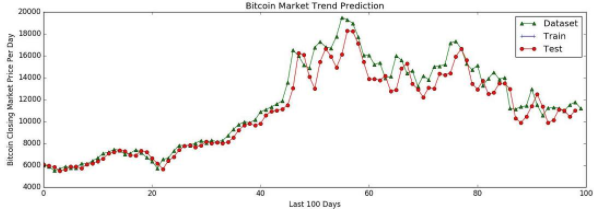 Bitcoin Market Trend Prediction
Bitcoin Closing Market Price Per Day
20000
18000
16000
14000
12000
10000
8000
6000
4000
Dataset
Train
Test
0 20 40 60 80 100
Last 100 Days